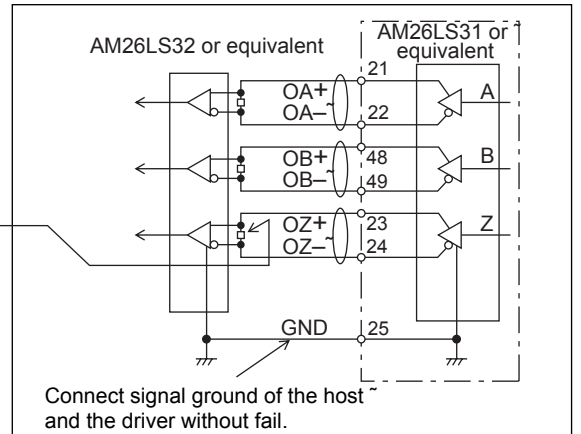 AM26LS32 or equivalent
AM26LS31 or ~
equivalent
21
OA+
A
OA–~
22
OB+
48
B
OB–~
49
OZ+
23
Z
OZ–~
24
GND
25
Connect signal ground of the host ~
and the driver without fail.